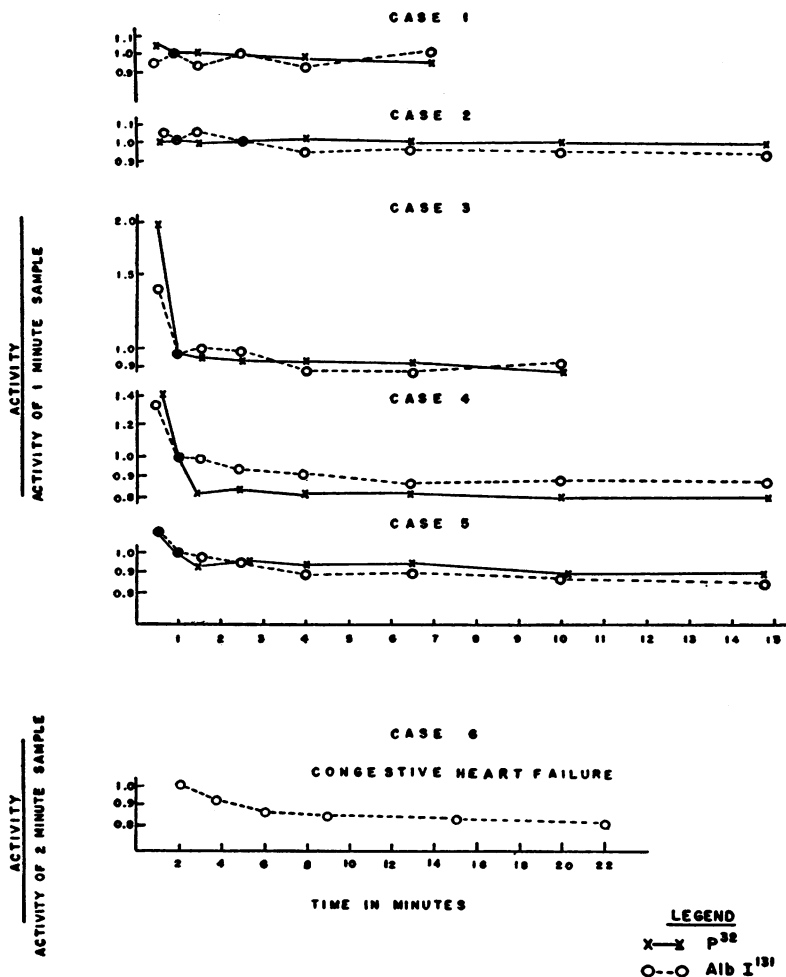 CASE 1
1.1
1.0
0.9
CASE 2
1.1
1.0
0.9
CASE 3
2.0
1.5
1.0
0.9
CASE 4
1.4
1.2
1.0
0.9
0.8
CASE 5
1.0
0.9
0.8
1 2 3 4 5 6 7 8 9 10 11 12 13 14 15
ACTIVITY
ACTIVITY OF 1 MINUTE SAMPLE
CASE 6
CONGESTIVE HEART FAILURE
1.0
0.9
0.8
2 4 6 8 10 12 14 16 18 20 22
ACTIVITY
ACTIVITY OF 2 MINUTE SAMPLE
TIME IN MINUTES
LEGEND
X—X P³²
O--O Alb I¹³¹